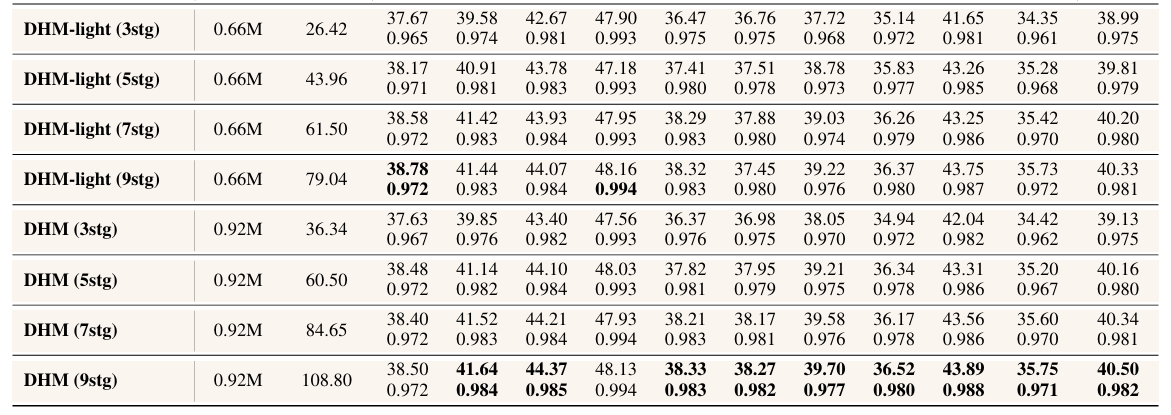 37.67 39.58 42.67 47.90 36.47 36.76 37.72 35.14 41.65 34.35 38.99
DHM-light (3stg) 0.66M 26.42
0.965 0.974 0.981 0.993 0.975 0.975 0.968 0.972 0.981 0.961 0.975
38.17 40.91 43.78 47.18 37.41 37.51 38.78 35.83 43.26 35.28 39.81
DHM-light (5stg) 0.66M 43.96
0.971 0.981 0.983 0.993 0.980 0.978 0.973 0.977 0.985 0.968 0.979
38.58 41.42 43.93 47.95 38.29 37.88 39.03 36.26 43.25 35.42 40.20
DHM-light (7stg) 0.66M 61.50
0.972 0.983 0.984 0.993 0.983 0.980 0.974 0.979 0.986 0.970 0.980
38.78 41.44 44.07 48.16 38.32 37.45 39.22 36.37 43.75 35.73 40.33
DHM-light (9stg) 0.66M 79.04
0.972 0.983 0.984 0.994 0.983 0.980 0.976 0.980 0.987 0.972 0.981
37.63 39.85 43.40 47.56 36.37 36.98 38.05 34.94 42.04 34.42 39.13
DHM (3stg) 0.92M 36.34
0.967 0.976 0.982 0.993 0.976 0.975 0.970 0.972 0.982 0.962 0.975
38.48 41.14 44.10 48.03 37.82 37.95 39.21 36.34 43.31 35.20 40.16
DHM (5stg) 0.92M 60.50
0.972 0.982 0.984 0.993 0.981 0.979 0.975 0.978 0.986 0.967 0.980
38.40 41.52 44.21 47.93 38.21 38.17 39.58 36.17 43.56 35.60 40.34
DHM (7stg) 0.92M 84.65
0.972 0.983 0.984 0.994 0.983 0.981 0.976 0.978 0.986 0.970 0.981
38.50 41.64 44.37 48.13 38.33 38.27 39.70 36.52 43.89 35.75 40.50
DHM (9stg) 0.92M 108.80
0.972 0.984 0.985 0.994 0.983 0.982 0.977 0.980 0.988 0.971 0.982